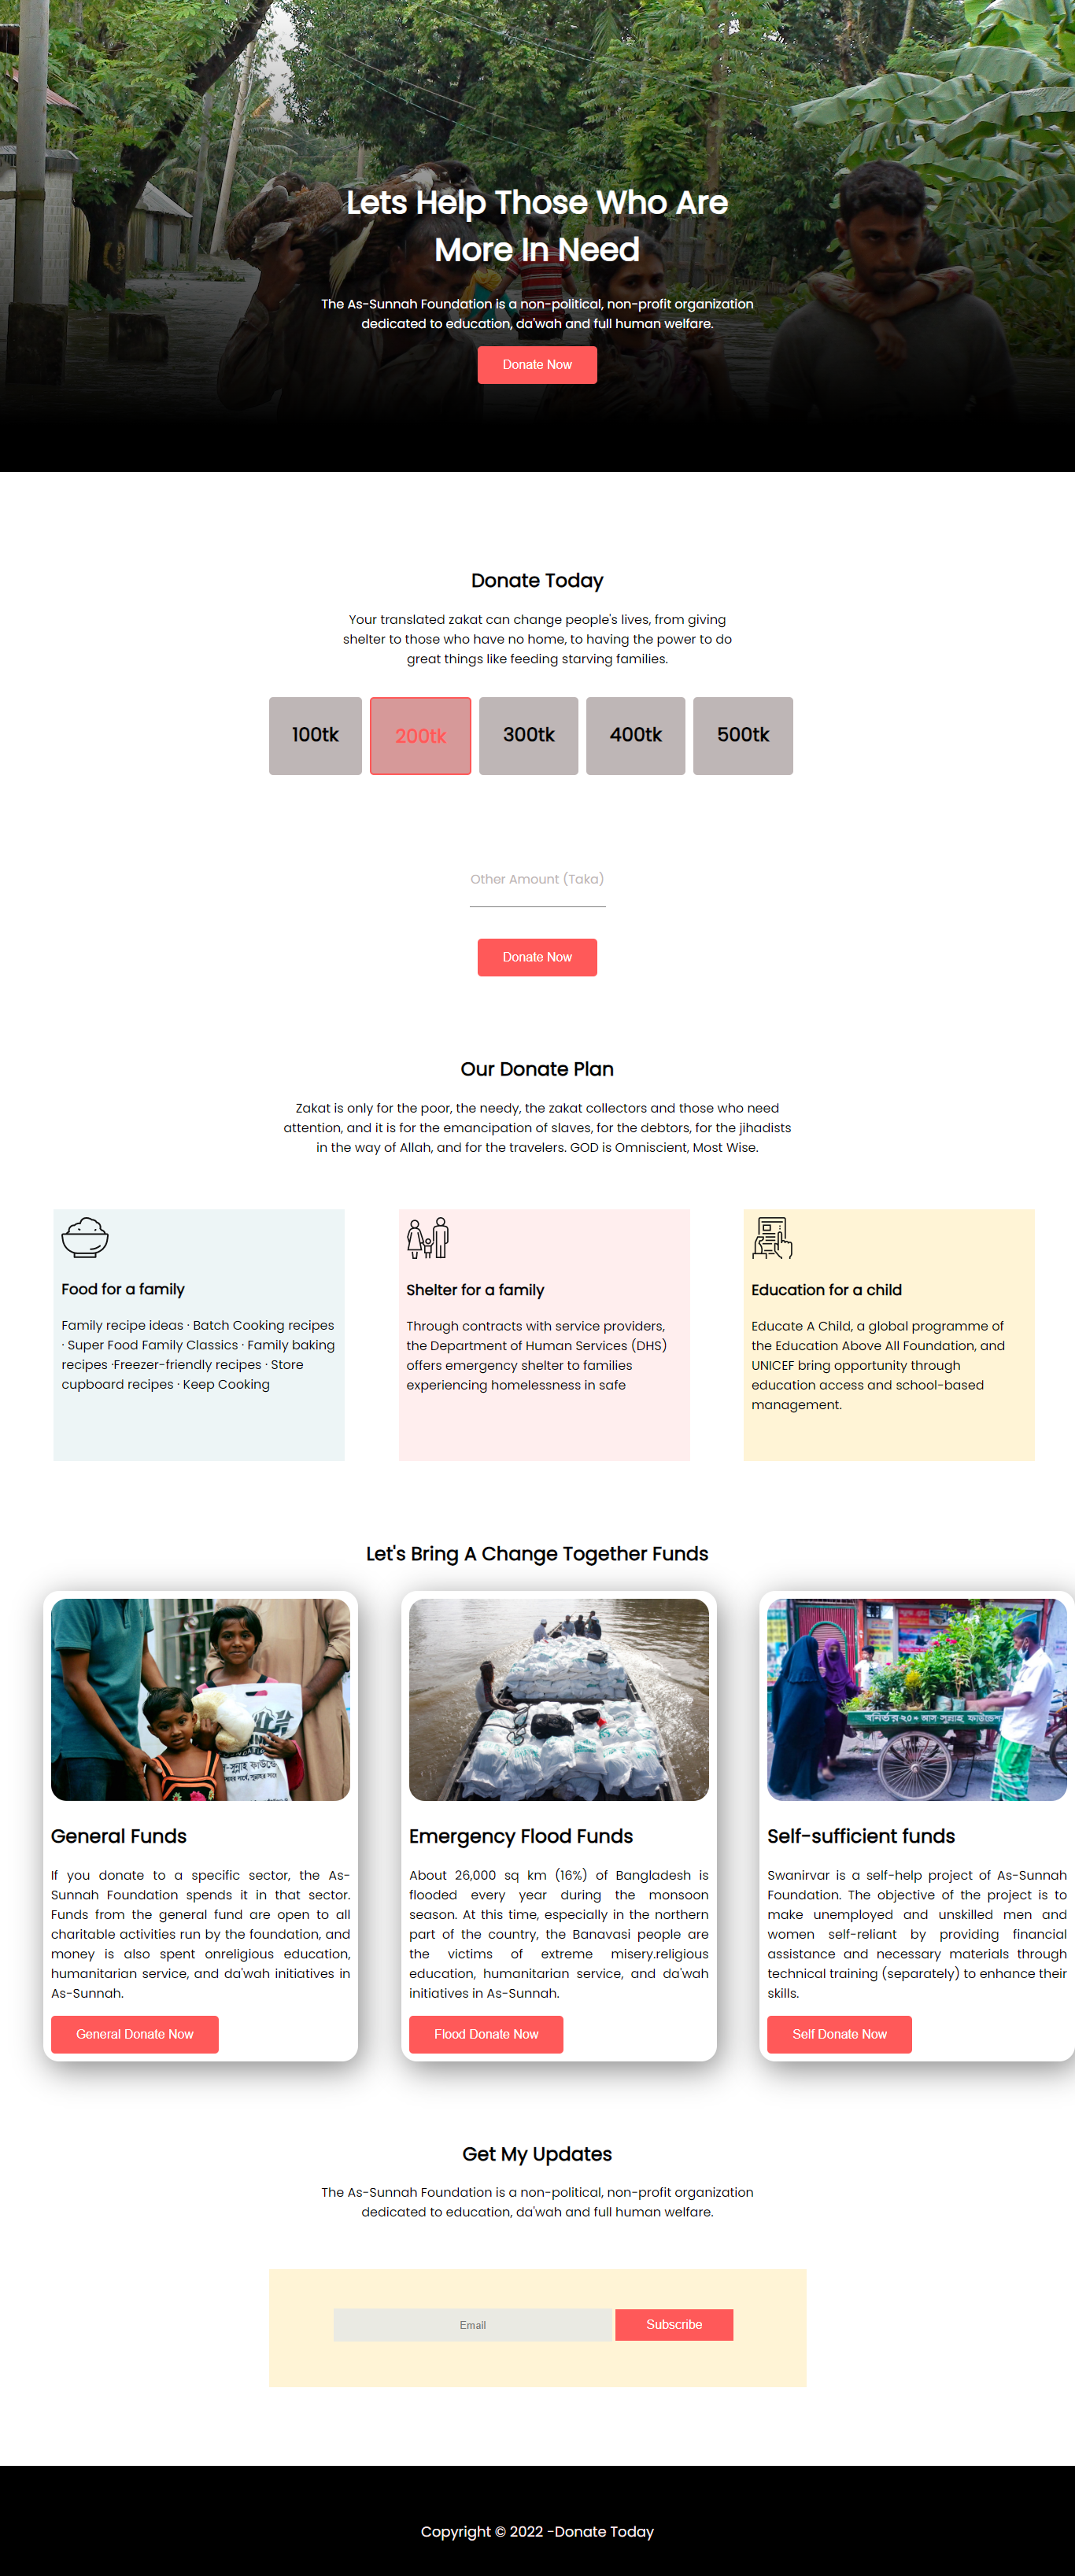 Lets Help Those Who Are
More In Need
The As-Sunnah Foundation is a non-political, non-profit organization
dedicated to education, da'wah and full human welfare.
Donate Now
Donate Today
Your translated zakat can change people's lives, from giving
shelter to those who have no home, to having the power to do
great things like feeding starving families.
100tk
200tk
300tk
400tk
500tk
Other Amount (Taka)
Donate Now
Our Donate Plan
Zakat is only for the poor, the needy, the zakat collectors and those who need
attention, and it is for the emancipation of slaves, for the debtors, for the jihadists
in the way of Allah, and for the travelers. GOD is Omniscient, Most Wise.
Food for a family
Family recipe ideas · Batch Cooking recipes
· Super Food Family Classics · Family baking
recipes ·Freezer-friendly recipes · Store
cupboard recipes · Keep Cooking
Shelter for a family
Through contracts with service providers,
the Department of Human Services (DHS)
offers emergency shelter to families
experiencing homelessness in safe
Education for a child
Educate A Child, a global programme of
the Education Above All Foundation, and
UNICEF bring opportunity through
education access and school-based
management.
Let's Bring A Change Together Funds
General Funds
If you donate to a specific sector, the As-
Sunnah Foundation spends it in that sector.
Funds from the general fund are open to all
charitable activities run by the foundation, and
money is also spent onreligious education,
humanitarian service, and da'wah initiatives in
As-Sunnah.
General Donate Now
Emergency Flood Funds
About 26,000 sq km (16%) of Bangladesh is
flooded every year during the monsoon
season. At this time, especially in the northern
part of the country, the Banavasi people are
the victims of extreme misery.religious
education, humanitarian service, and da'wah
initiatives in As-Sunnah.
Flood Donate Now
স্বনির্ভর ২০ • আস সুন্নাহ ফাউন্ডেশন
Self-sufficient funds
Swanirvar is a self-help project of As-Sunnah
Foundation. The objective of the project is to
make unemployed and unskilled men and
women self-reliant by providing financial
assistance and necessary materials through
technical training (separately) to enhance their
skills.
Self Donate Now
Get My Updates
The As-Sunnah Foundation is a non-political, non-profit organization
dedicated to education, da'wah and full human welfare.
Email
Subscribe
Copyright © 2022 -Donate Today